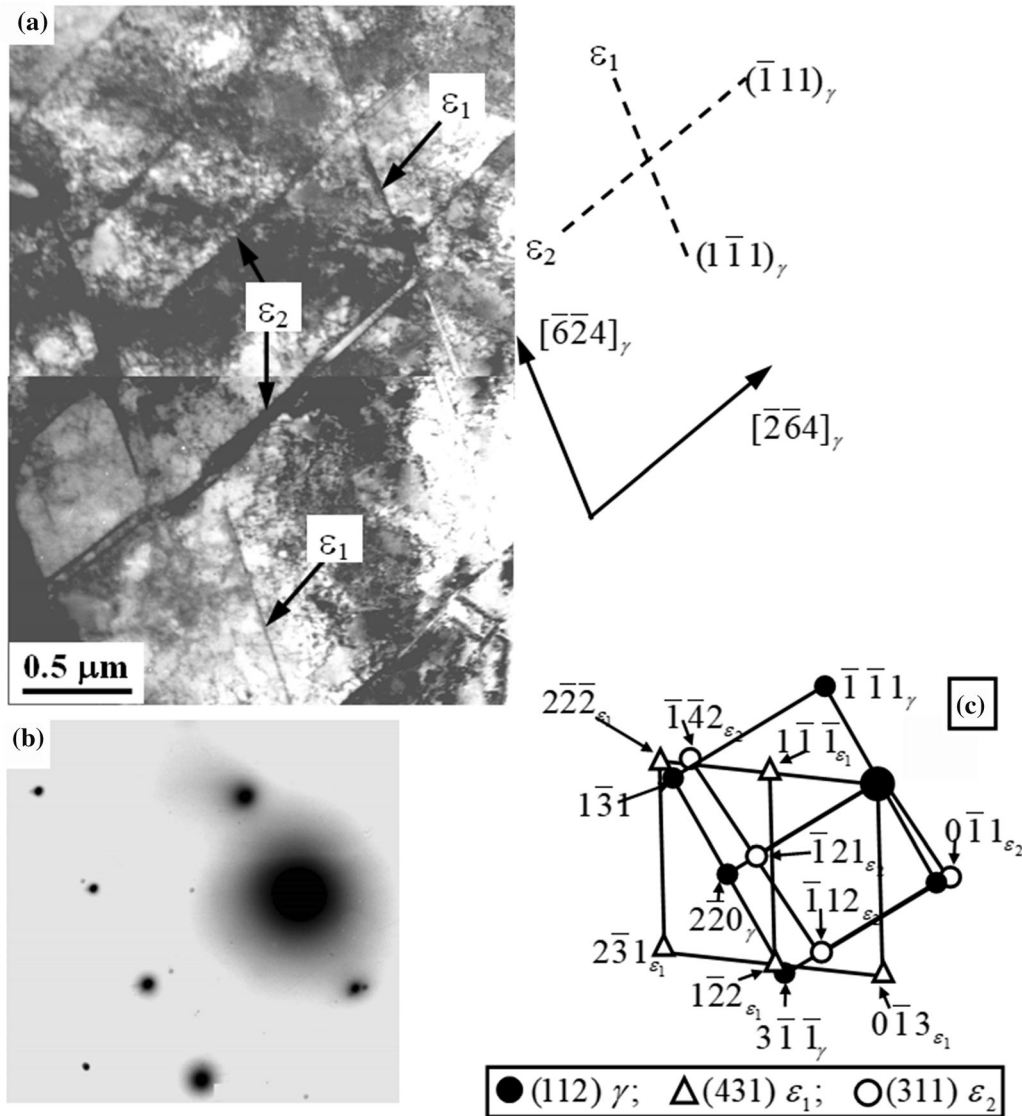 (a)
ε₁
ε₂
ε₁
0.5 μm
ε₁
(1̄11)γ
ε₂
(11̄1)γ
[6̄2̄4]γ
[2̄6̄4]γ
(b)
(c)
1̄1̄1γ
22̄2̄ε₁
1̄4̄2ε₂
11̄1̄ε₁
13̄1
01̄1ε₂
1̄21ε₂
22̄0γ
1̄12ε₂
23̄1ε₁
12̄2ε₁
31̄1̄γ
01̄3ε₁
(112) γ; (431) ε₁; (311) ε₂